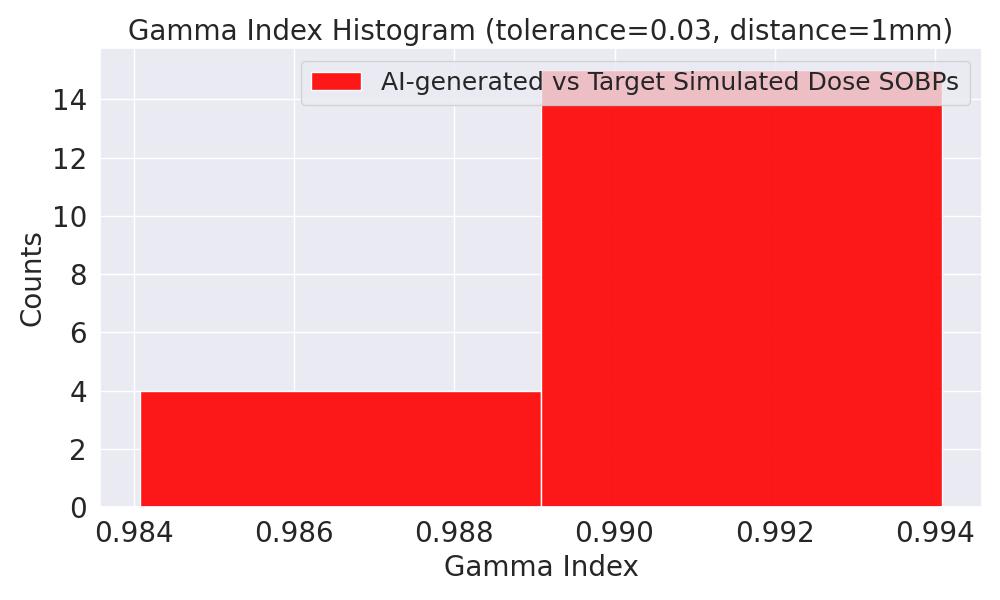 Gamma Index Histogram (tolerance=0.03, distance=1mm)
AI-generated vs Target Simulated Dose SOBPs
14
12
10
8
6
4
2
0
Counts
0.984 0.986 0.988 0.990 0.992 0.994
Gamma Index